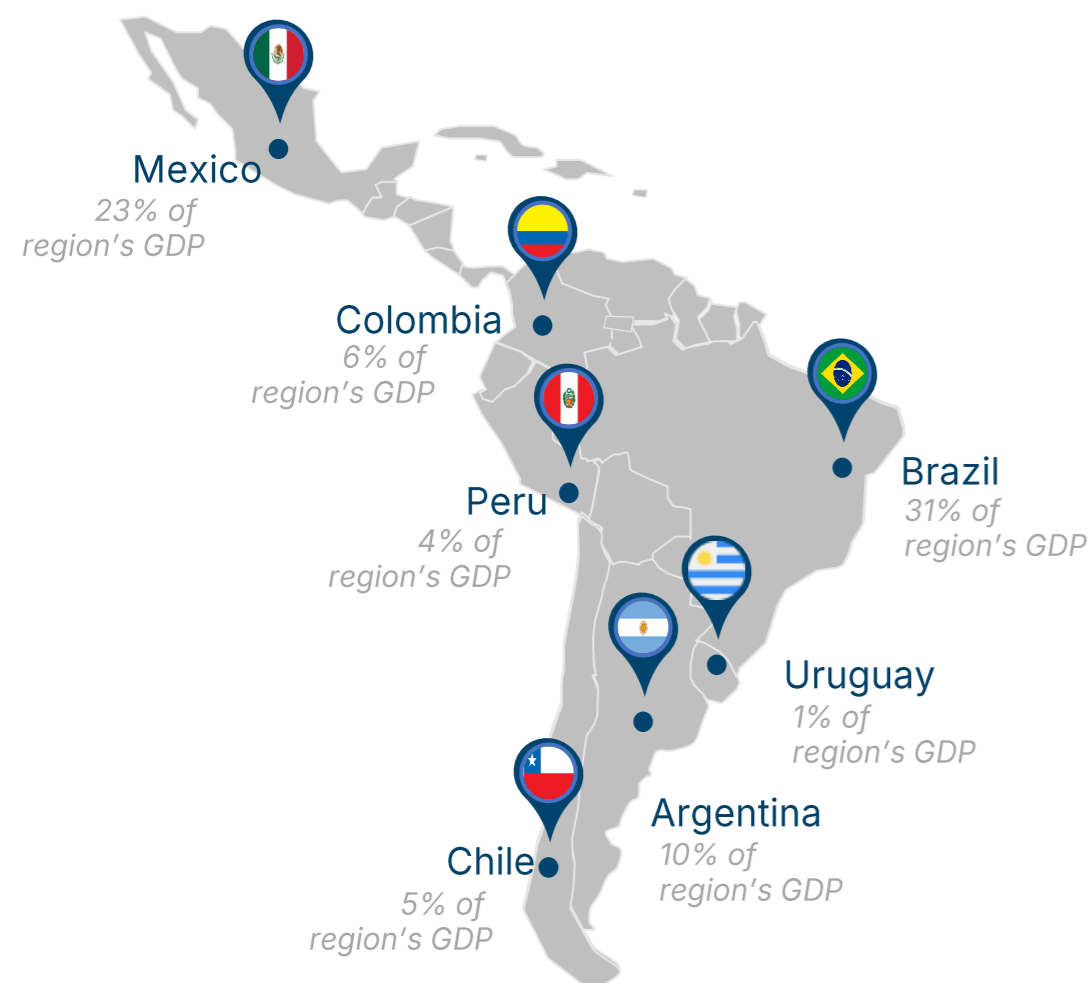 Mexico
23% of
region’s GDP
Colombia
6% of
region’s GDP
Peru
4% of
region’s GDP
Brazil
31% of
region’s GDP
Uruguay
1% of
region’s GDP
Argentina
10% of
region’s GDP
Chile
5% of
region’s GDP